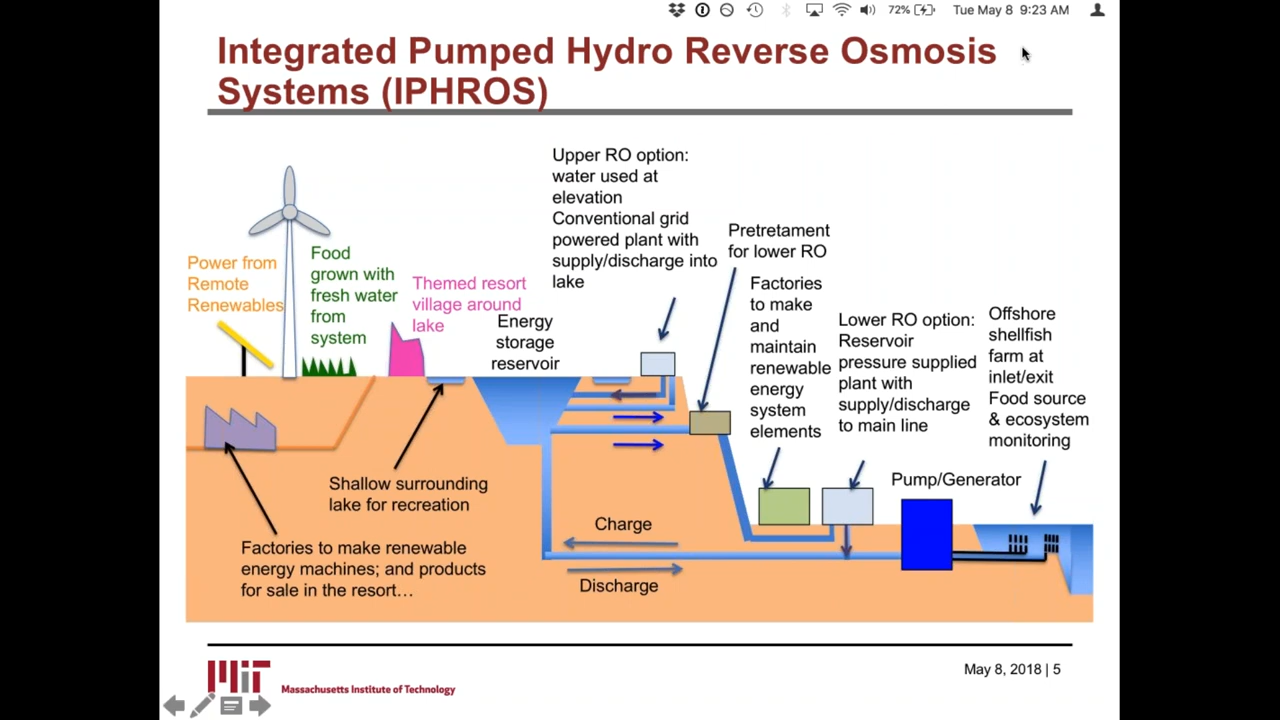 72%
Tue May 8 9:23 AM
Integrated Pumped Hydro Reverse Osmosis
Systems (IPHROS)
Upper RO option:
water used at
elevation
Conventional grid
powered plant with
supply/discharge into
lake
Pretretament
for lower RO
Power from
Remote
Renewables
Food
grown with
fresh water
from
system
Themed resort
village around
lake
Energy
storage
reservoir
Factories
to make
and
maintain
renewable
energy
system
elements
Lower RO option:
Reservoir
pressure supplied
plant with
supply/discharge
to main line
Offshore
shellfish
farm at
inlet/exit
Food source
& ecosystem
monitoring
Pump/Generator
Shallow surrounding
lake for recreation
Charge
Discharge
Factories to make renewable
energy machines; and products
for sale in the resort…
May 8, 2018 | 5
MIT
Massachusetts Institute of Technology